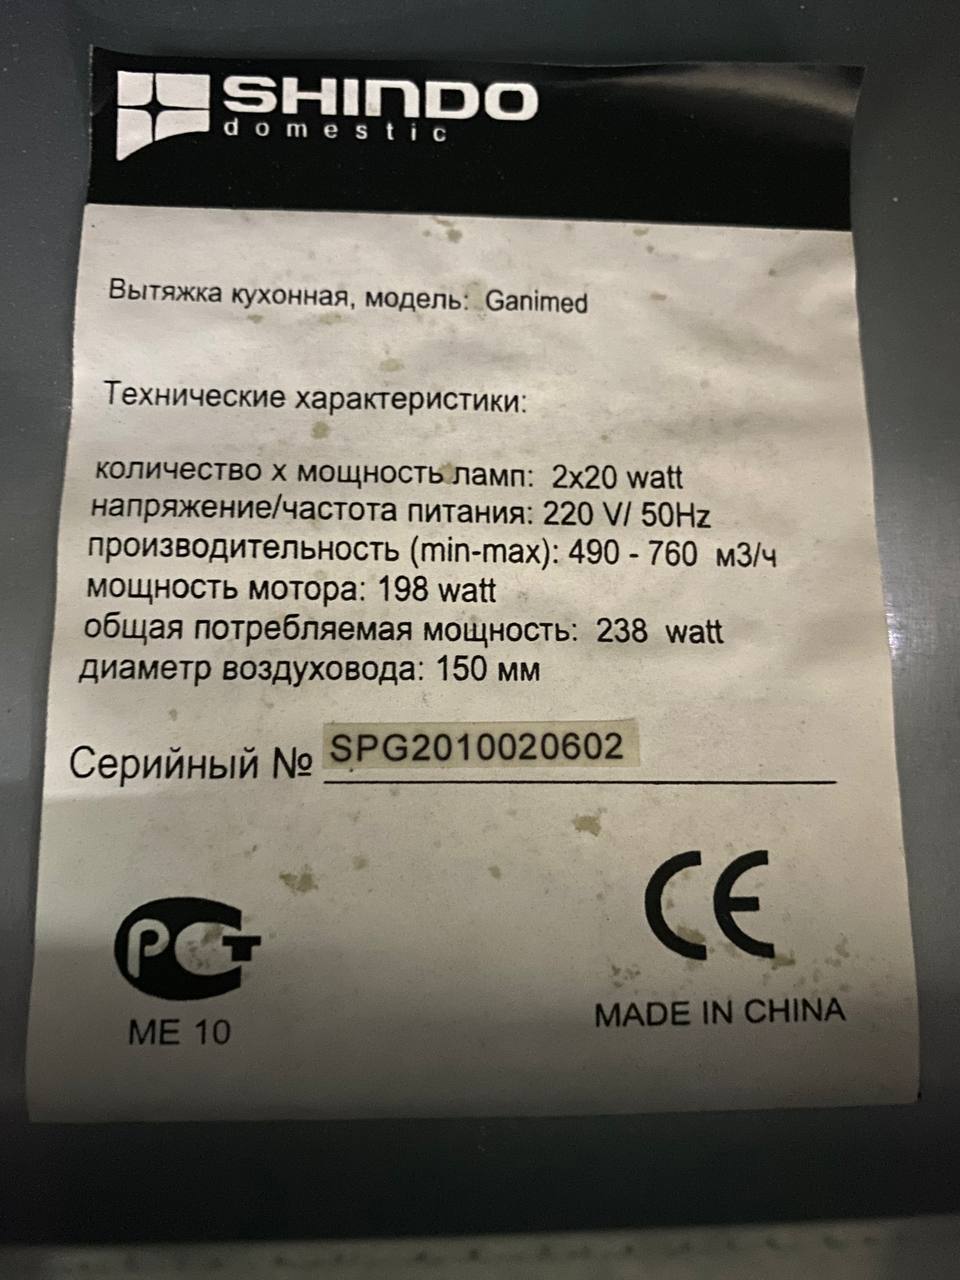 SHINDO
domestic
Вытяжка кухонная, модель: Ganimed
Технические характеристики:
количество х мощность ламп: 2x20 watt
напряжение/частота питания: 220 V/ 50Hz
производительность (min-max): 490 - 760 м3/ч
мощность мотора: 198 watt
общая потребляемая мощность: 238 watt
диаметр воздуховода: 150 мм
Серийный № SPG2010020602
РСТ
CE
ME 10
MADE IN CHINA